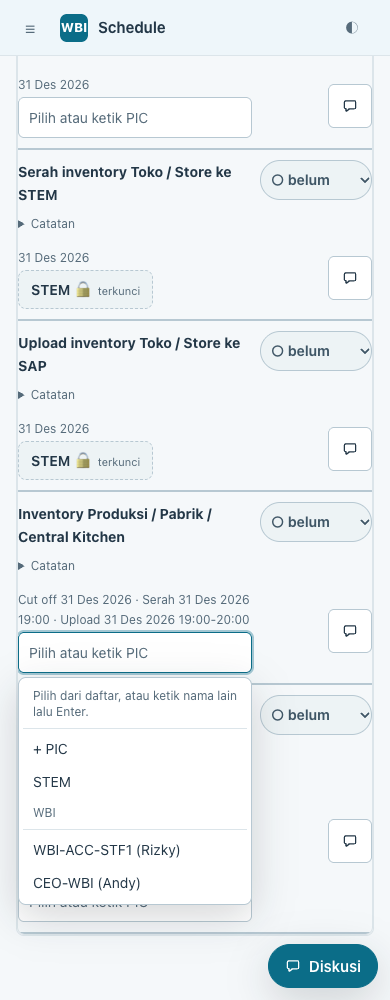 WBI Schedule
31 Des 2026
Pilih atau ketik PIC
Serah inventory Toko / Store ke
STEM
belum
Catatan
31 Des 2026
STEM 🔒 terkunci
Upload inventory Toko / Store ke
SAP
belum
Catatan
31 Des 2026
STEM 🔒 terkunci
Inventory Produksi / Pabrik /
Central Kitchen
belum
Catatan
Cut off 31 Des 2026 · Serah 31 Des 2026
19:00 · Upload 31 Des 2026 19:00-20:00
Pilih atau ketik PIC
belum
Pilih dari daftar, atau ketik nama lain
lalu Enter.
+ PIC
STEM
WBI
WBI-ACC-STF1 (Rizky)
CEO-WBI (Andy)
Pilih atau ketik PIC
Diskusi